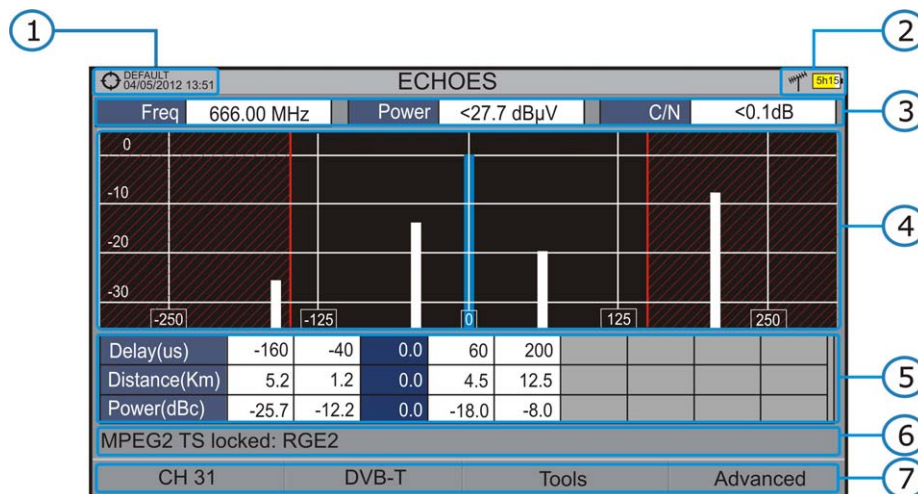 1
2
DEFAULT
04/05/2012 13:51
ECHOES
5h15
3
Freq 666.00 MHz Power <27.7 dBµV C/N <0.1dB
0
-10
-20
-30
-250 -125 0 125 250
4
Delay(us) -160 -40 0.0 60 200
Distance(Km) 5.2 1.2 0.0 4.5 12.5
Power(dBc) -25.7 -12.2 0.0 -18.0 -8.0
5
MPEG2 TS locked: RGE2
6
CH 31 DVB-T Tools Advanced
7